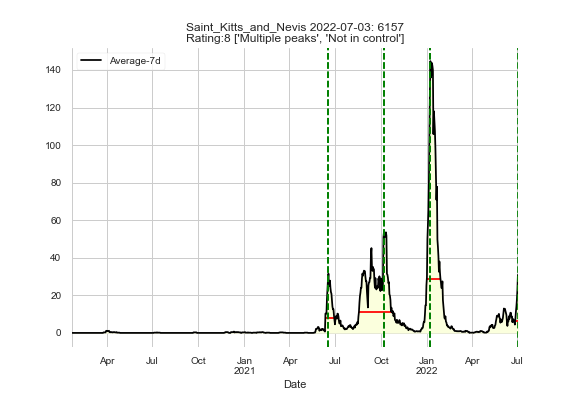 Saint_Kitts_and_Nevis 2022-07-03: 6157
Rating:8 ['Multiple peaks', 'Not in control']
Average-7d
140
120
100
80
60
40
20
0
Apr Jul Oct Jan Apr Jul Oct Jan Apr Jul
2021 2022
Date